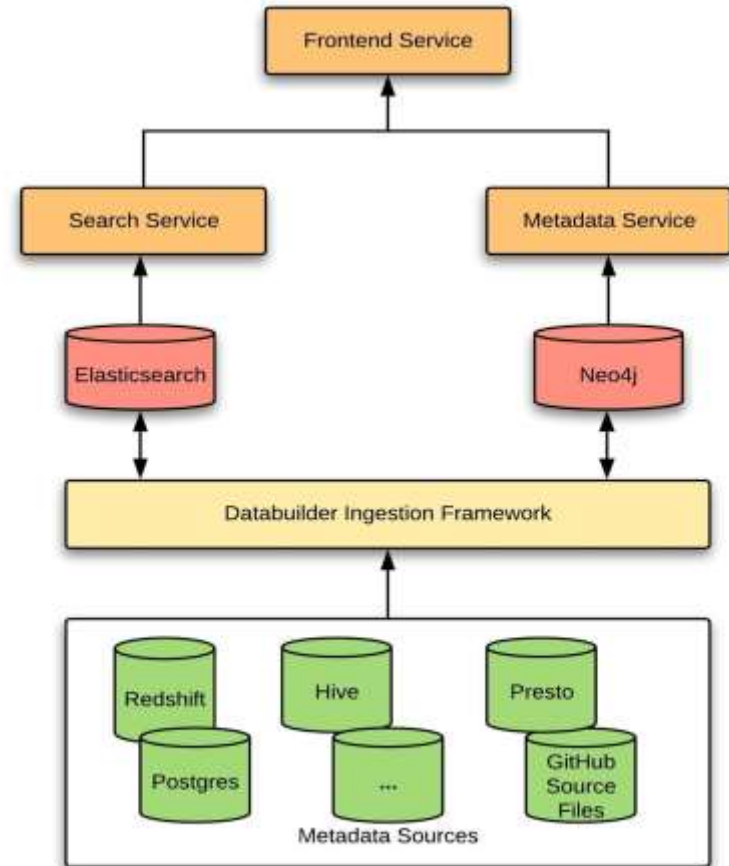 Frontend Service
Search Service
Metadata Service
Elasticsearch
Neo4j
Databuilder Ingestion Framework
Redshift
Hive
Presto
Postgres
...
GitHub
Source
Files
Metadata Sources